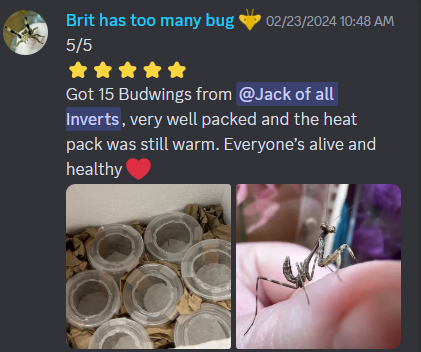 Brit has too many bug 02/23/2024 10:48 AM
5/5
Got 15 Budwings from @Jack of all
Inverts, very well packed and the heat
pack was still warm. Everyone's alive and
healthy